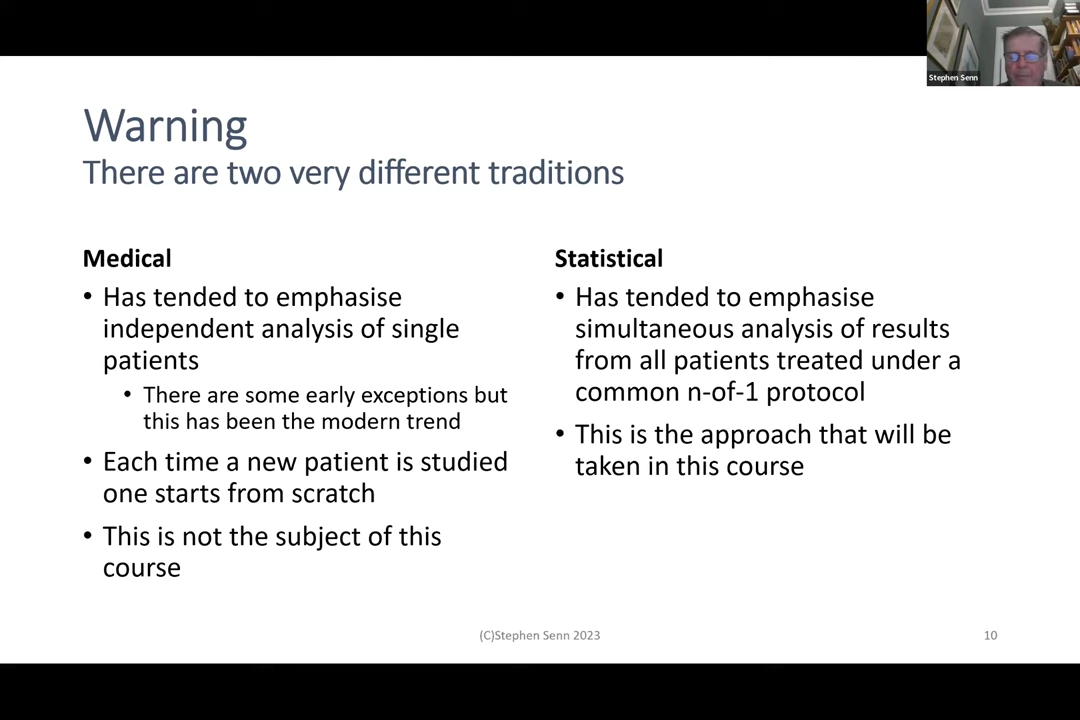 Stephen Senn
Warning
There are two very different traditions
Medical
• Has tended to emphasise
independent analysis of single
patients
• There are some early exceptions but
this has been the modern trend
• Each time a new patient is studied
one starts from scratch
• This is not the subject of this
course
Statistical
• Has tended to emphasise
simultaneous analysis of results
from all patients treated under a
common n-of-1 protocol
• This is the approach that will be
taken in this course
(C)Stephen Senn 2023
10